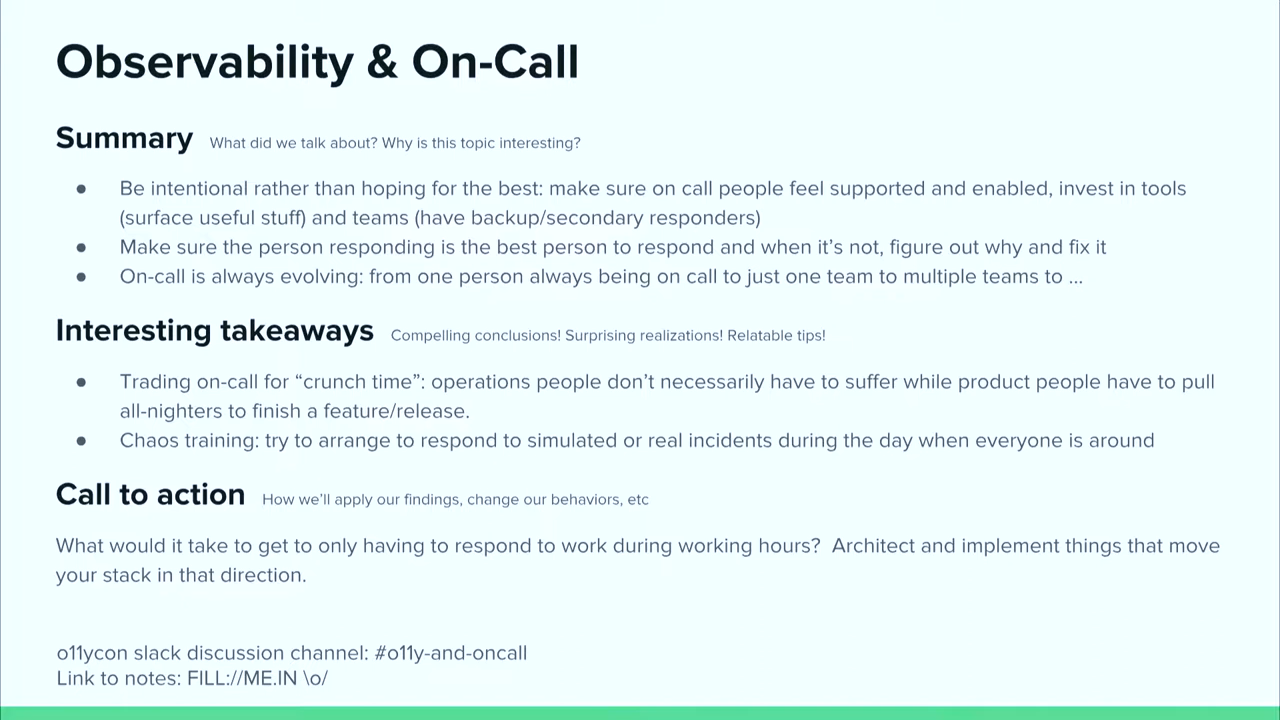 Observability & On-Call
Summary What did we talk about? Why is this topic interesting?
● Be intentional rather than hoping for the best: make sure on call people feel supported and enabled, invest in tools
(surface useful stuff) and teams (have backup/secondary responders)
● Make sure the person responding is the best person to respond and when it’s not, figure out why and fix it
● On-call is always evolving: from one person always being on call to just one team to multiple teams to ...
Interesting takeaways Compelling conclusions! Surprising realizations! Relatable tips!
● Trading on-call for “crunch time”: operations people don’t necessarily have to suffer while product people have to pull
all-nighters to finish a feature/release.
● Chaos training: try to arrange to respond to simulated or real incidents during the day when everyone is around
Call to action How we’ll apply our findings, change our behaviors, etc
What would it take to get to only having to respond to work during working hours? Architect and implement things that move
your stack in that direction.
o11ycon slack discussion channel: #o11y-and-oncall
Link to notes: FILL://ME.IN \o/